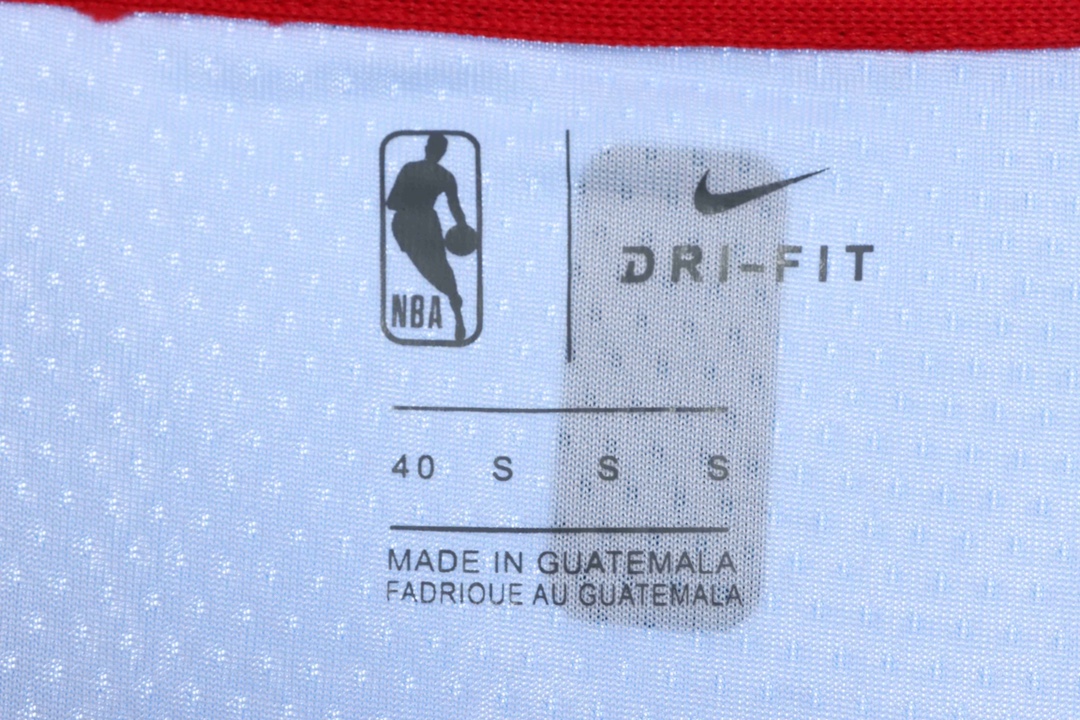 NBA
DRI-FIT
40 S S S
MADE IN GUATEMALA
FADRIOUE AU GUATEMALA